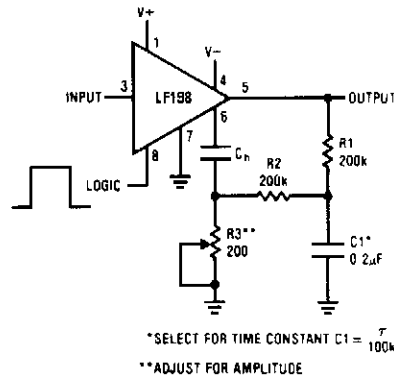 V+
V−
1
4
5
INPUT
3
LF198
OUTPUT
6
7
8
LOGIC
Ch
R1
200k
R2
200k
R3**
200
C1*
0.2µF
*SELECT FOR TIME CONSTANT C1 = τ/100k
**ADJUST FOR AMPLITUDE